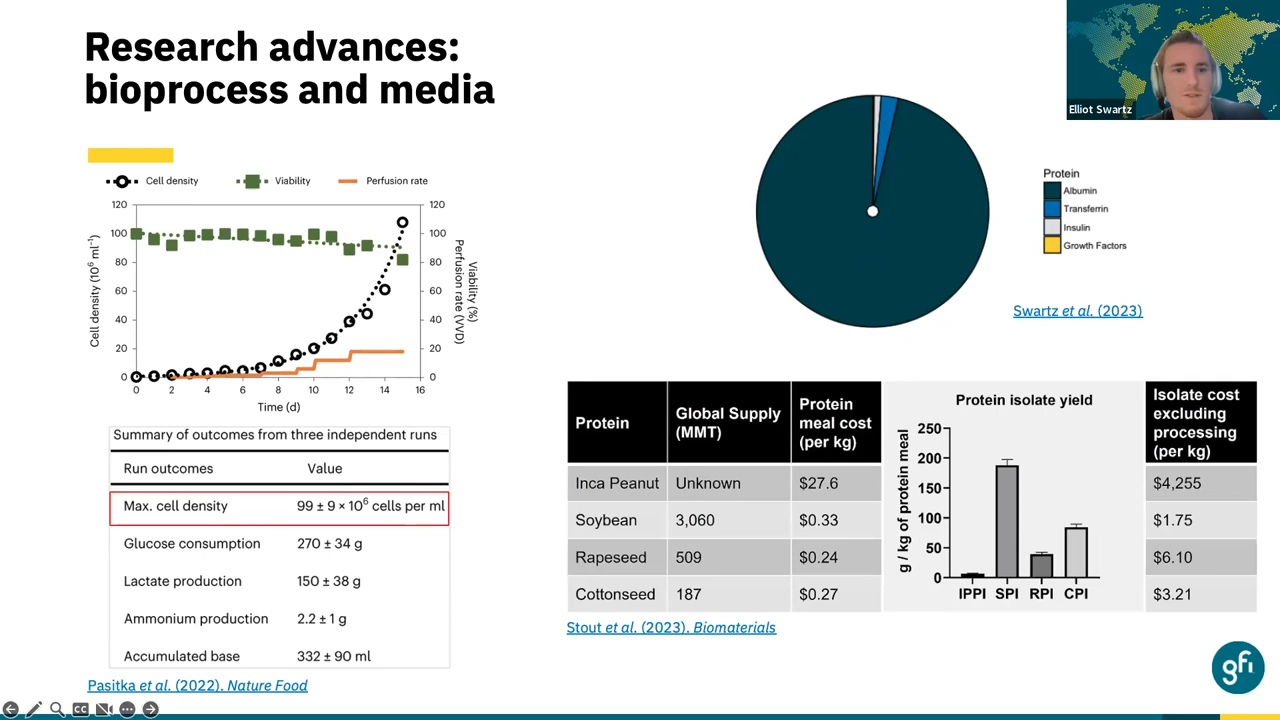 Research advances:
bioprocess and media
Elliot Swartz
Cell density
Viability
Perfusion rate
120
100
80
60
40
20
0
Cell density (10⁶ ml⁻¹)
120
100
80
60
40
20
0
Viability (%)
Perfusion rate (VVD)
0 2 4 6 8 10 12 14 16
Time (d)
Summary of outcomes from three independent runs
Run outcomes Value
Max. cell density 99 ± 9 × 10⁶ cells per ml
Glucose consumption 270 ± 34 g
Lactate production 150 ± 38 g
Ammonium production 2.2 ± 1 g
Accumulated base 332 ± 90 ml
Pasitka et al. (2022). Nature Food
Protein
Albumin
Transferrin
Insulin
Growth Factors
Swartz et al. (2023)
Protein
Global Supply
(MMT)
Protein
meal cost
(per kg)
Protein isolate yield
Isolate cost
excluding
processing
(per kg)
Inca Peanut Unknown $27.6 $4,255
Soybean 3,060 $0.33 $1.75
Rapeseed 509 $0.24 $6.10
Cottonseed 187 $0.27 $3.21
g / kg of protein meal
250
200
150
100
50
0
IPPI SPI RPI CPI
Stout et al. (2023). Biomaterials
gfi
CC